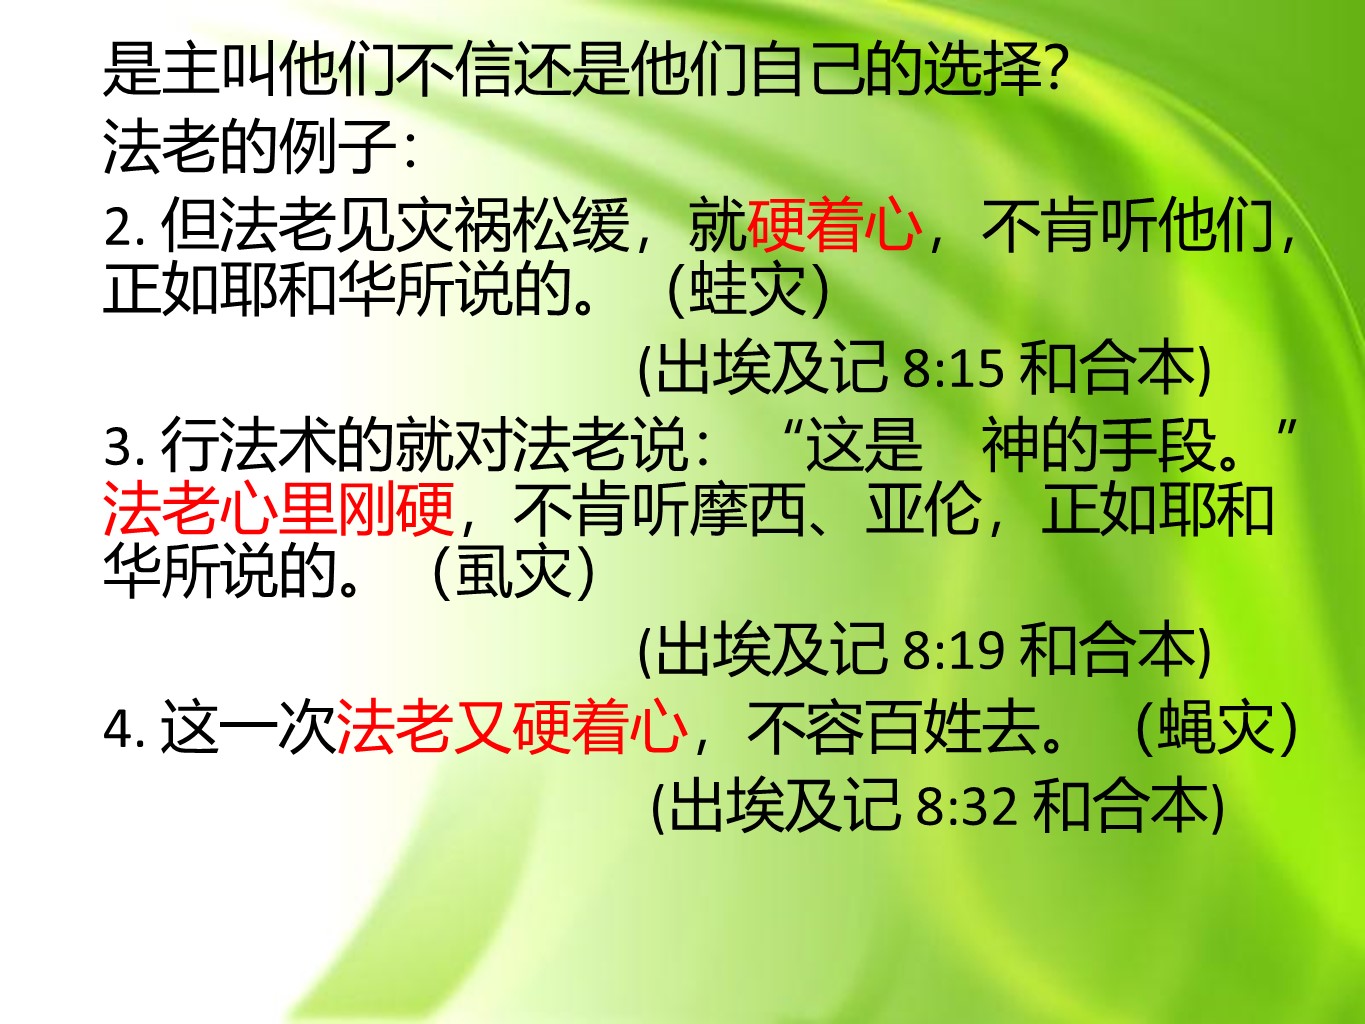 是主叫他们不信还是他们自己的选择？
法老的例子：
2. 但法老见灾祸松缓，就硬着心，不肯听他们，
正如耶和华所说的。（蛙灾）
(出埃及记 8:15 和合本)
3. 行法术的就对法老说：“这是　神的手段。”
法老心里刚硬，不肯听摩西、亚伦，正如耶和
华所说的。（虱灾）
(出埃及记 8:19 和合本)
4. 这一次法老又硬着心，不容百姓去。（蝇灾）
(出埃及记 8:32 和合本)